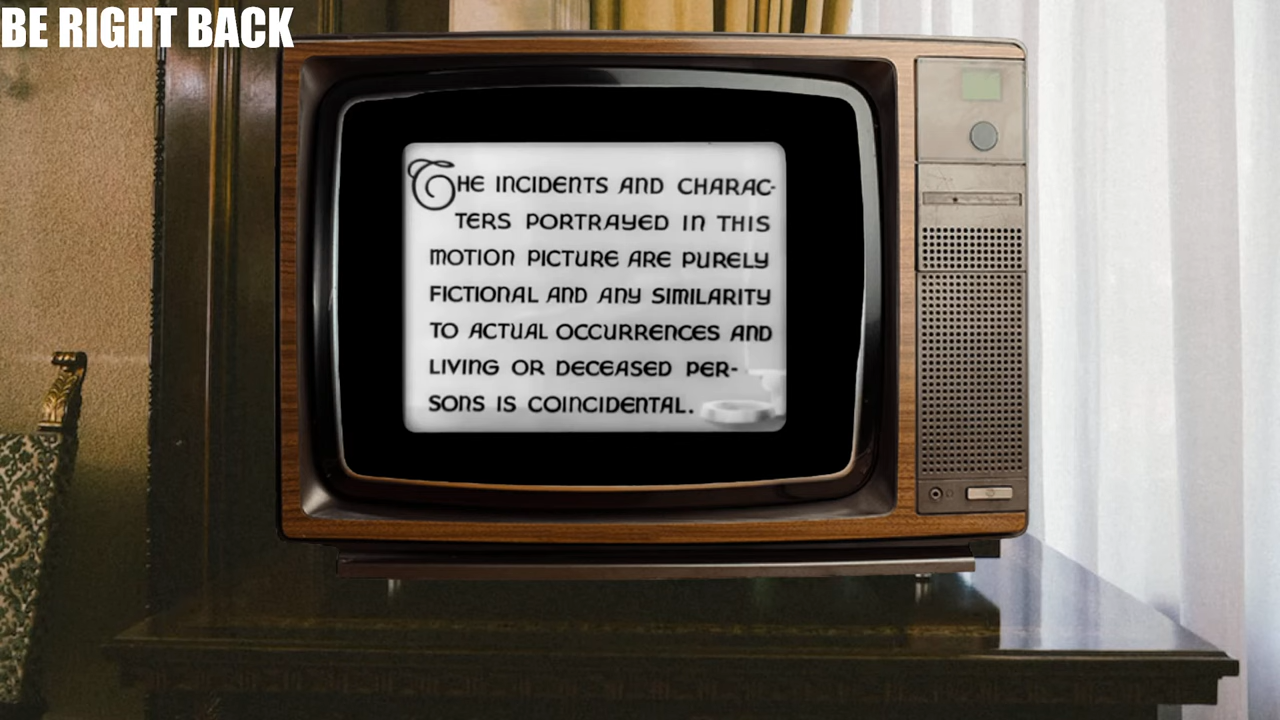 BE RIGHT BACK
THE INCIDENTS AND CHARAC-
TERS PORTRAYED IN THIS
MOTION PICTURE ARE PURELY
FICTIONAL AND ANY SIMILARITY
TO ACTUAL OCCURRENCES AND
LIVING OR DECEASED PER-
SONS IS COINCIDENTAL.